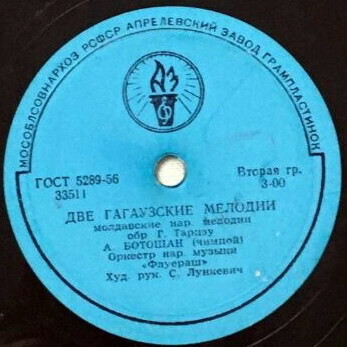 МОСОБЛСОВНАРХОЗ РСФСР АПРЕЛЕВСКИЙ ЗАВОД ГРАМПЛАСТИНОК
АЗ
ГОСТ 5289-56
33511
Вторая гр.
3-00
ДВЕ ГАГАУЗСКИЕ МЕЛОДИИ
молдавские нар. мелодии
обр Г. Тарпзу
А. БОТОШАН (чимпой)
Оркестр нар. музыки
«Флуераш»
Худ. рук. С. Лункевич